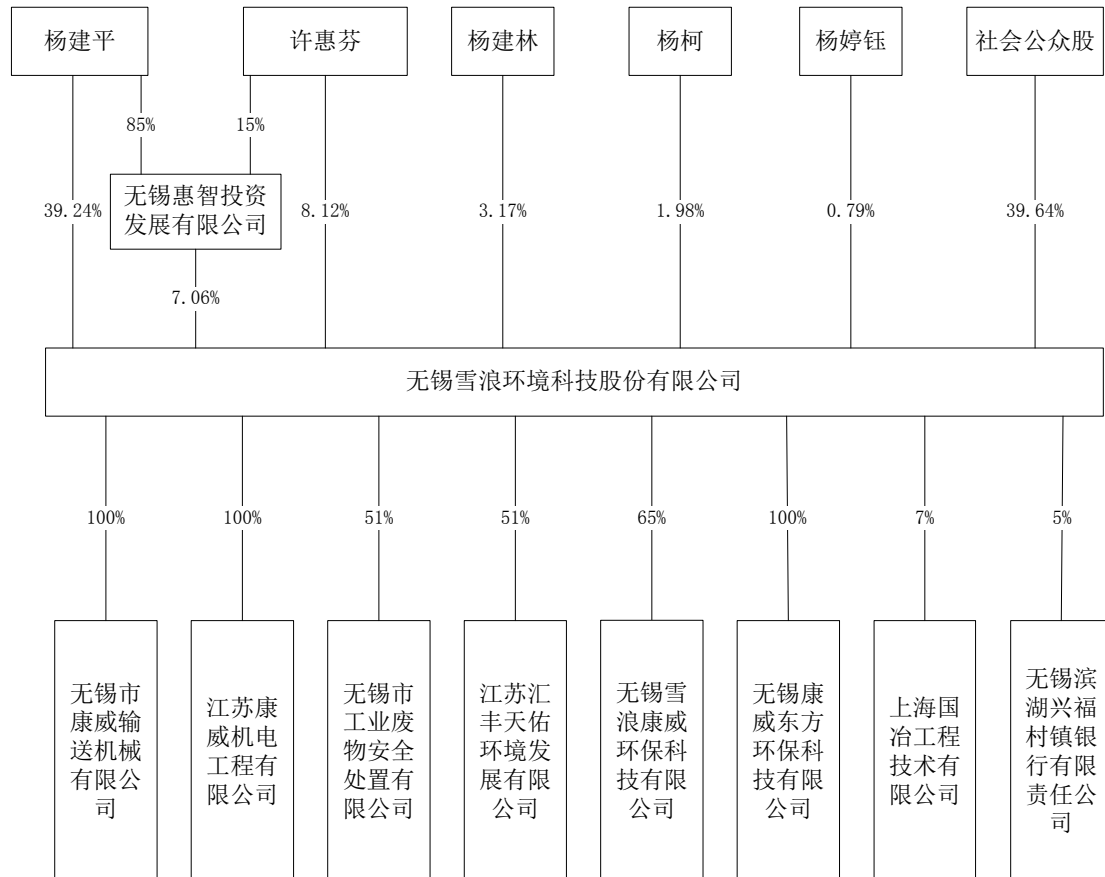 杨建平
许惠芬
杨建林
杨柯
杨婷钰
社会公众股
85%
15%
无锡惠智投资
发展有限公司
39.24%
8.12%
3.17%
1.98%
0.79%
39.64%
7.06%
无锡雪浪环境科技股份有限公司
100%
100%
51%
51%
65%
100%
7%
5%
无锡市
康威输
送机械
有限公
司
江苏康
威机电
工程有
限公司
无锡市
工业废
物安全
处置有
限公司
江苏汇
丰天佑
环境发
展有限
公司
无锡雪
浪康威
环保科
技有限
公司
无锡康
威东方
环保科
技有限
公司
上海国
冶工程
技术有
限公司
无锡滨
湖兴福
村镇银
行有限
责任公
司